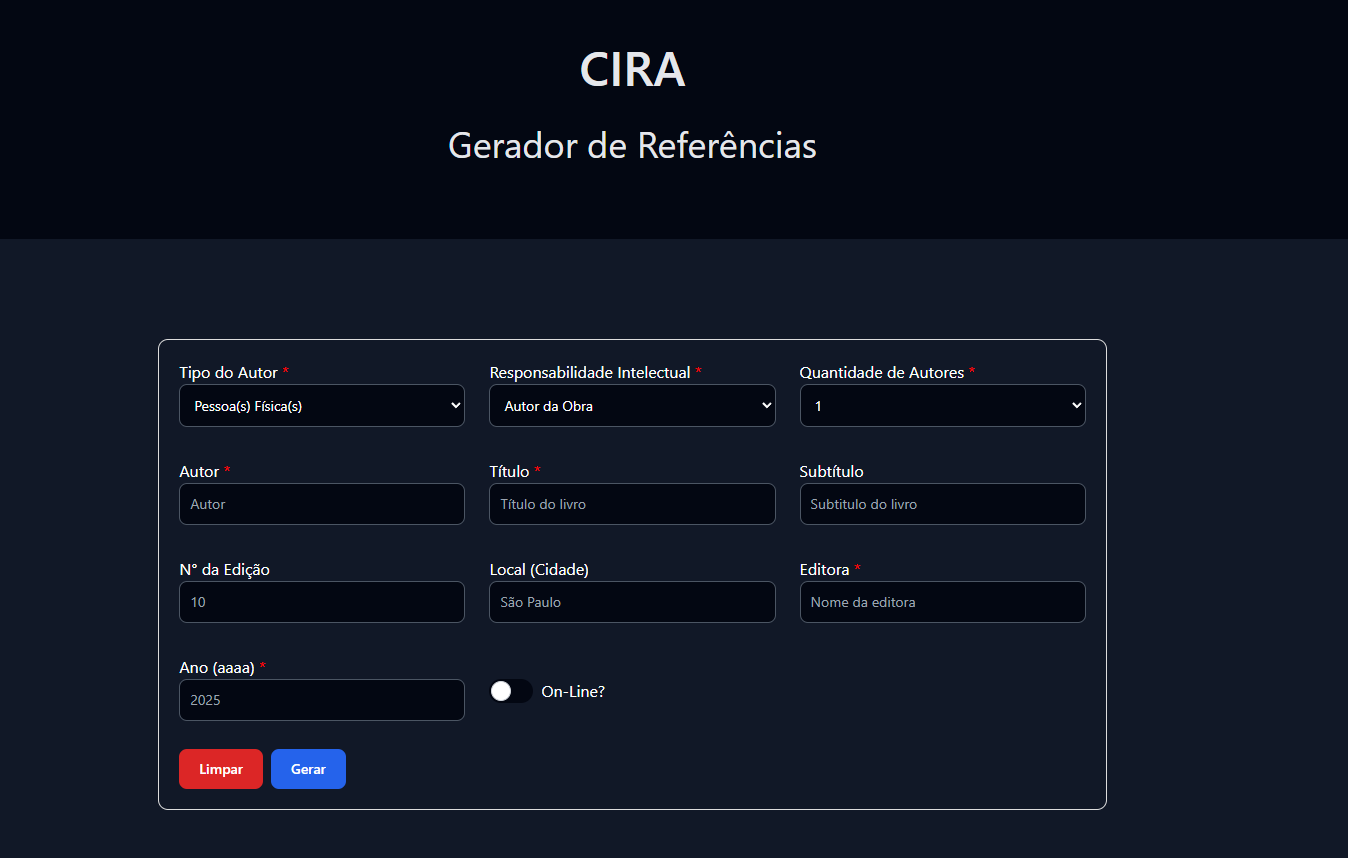 CIRA
Gerador de Referências
Tipo do Autor * Responsabilidade Intelectual * Quantidade de Autores *
Pessoa(s) Física(s) Autor da Obra 1
Autor * Título * Subtítulo
Autor Título do livro Subtitulo do livro
N° da Edição Local (Cidade) Editora *
10 São Paulo Nome da editora
Ano (aaaa) *
2025 On-Line?
Limpar Gerar